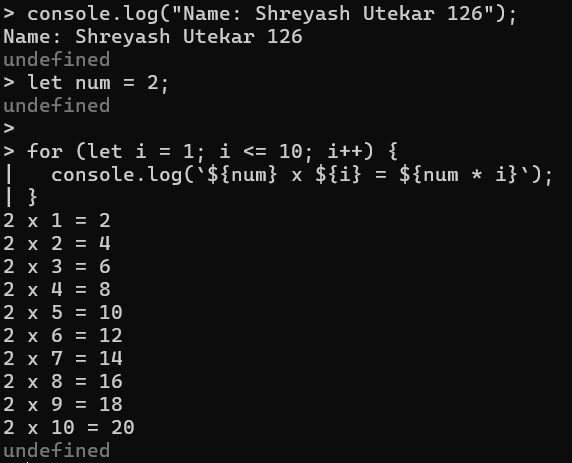 > console.log("Name: Shreyash Utekar 126");
Name: Shreyash Utekar 126
undefined
> let num = 2;
undefined
>
> for (let i = 1; i <= 10; i++) {
|   console.log(`${num} x ${i} = ${num * i}`);
| }
2 x 1 = 2
2 x 2 = 4
2 x 3 = 6
2 x 4 = 8
2 x 5 = 10
2 x 6 = 12
2 x 7 = 14
2 x 8 = 16
2 x 9 = 18
2 x 10 = 20
undefined